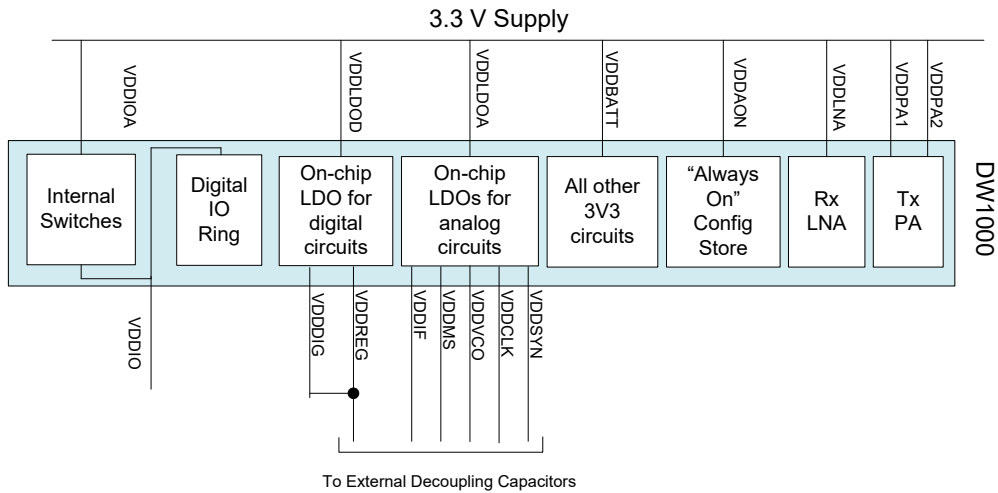 3.3 V Supply
VDDIOA
VDDLDOD
VDDLDOA
VDDBATT
VDDAON
VDDLNA
VDDPA1
VDDPA2
Internal
Switches
Digital
IO
Ring
On-chip
LDO for
digital
circuits
On-chip
LDOs for
analog
circuits
All other
3V3
circuits
“Always
On”
Config
Store
Rx
LNA
Tx
PA
DW1000
VDDIO
VDDDIG
VDDREG
VDDIF
VDDMS
VDDVCO
VDDCLK
VDDSYN
To External Decoupling Capacitors